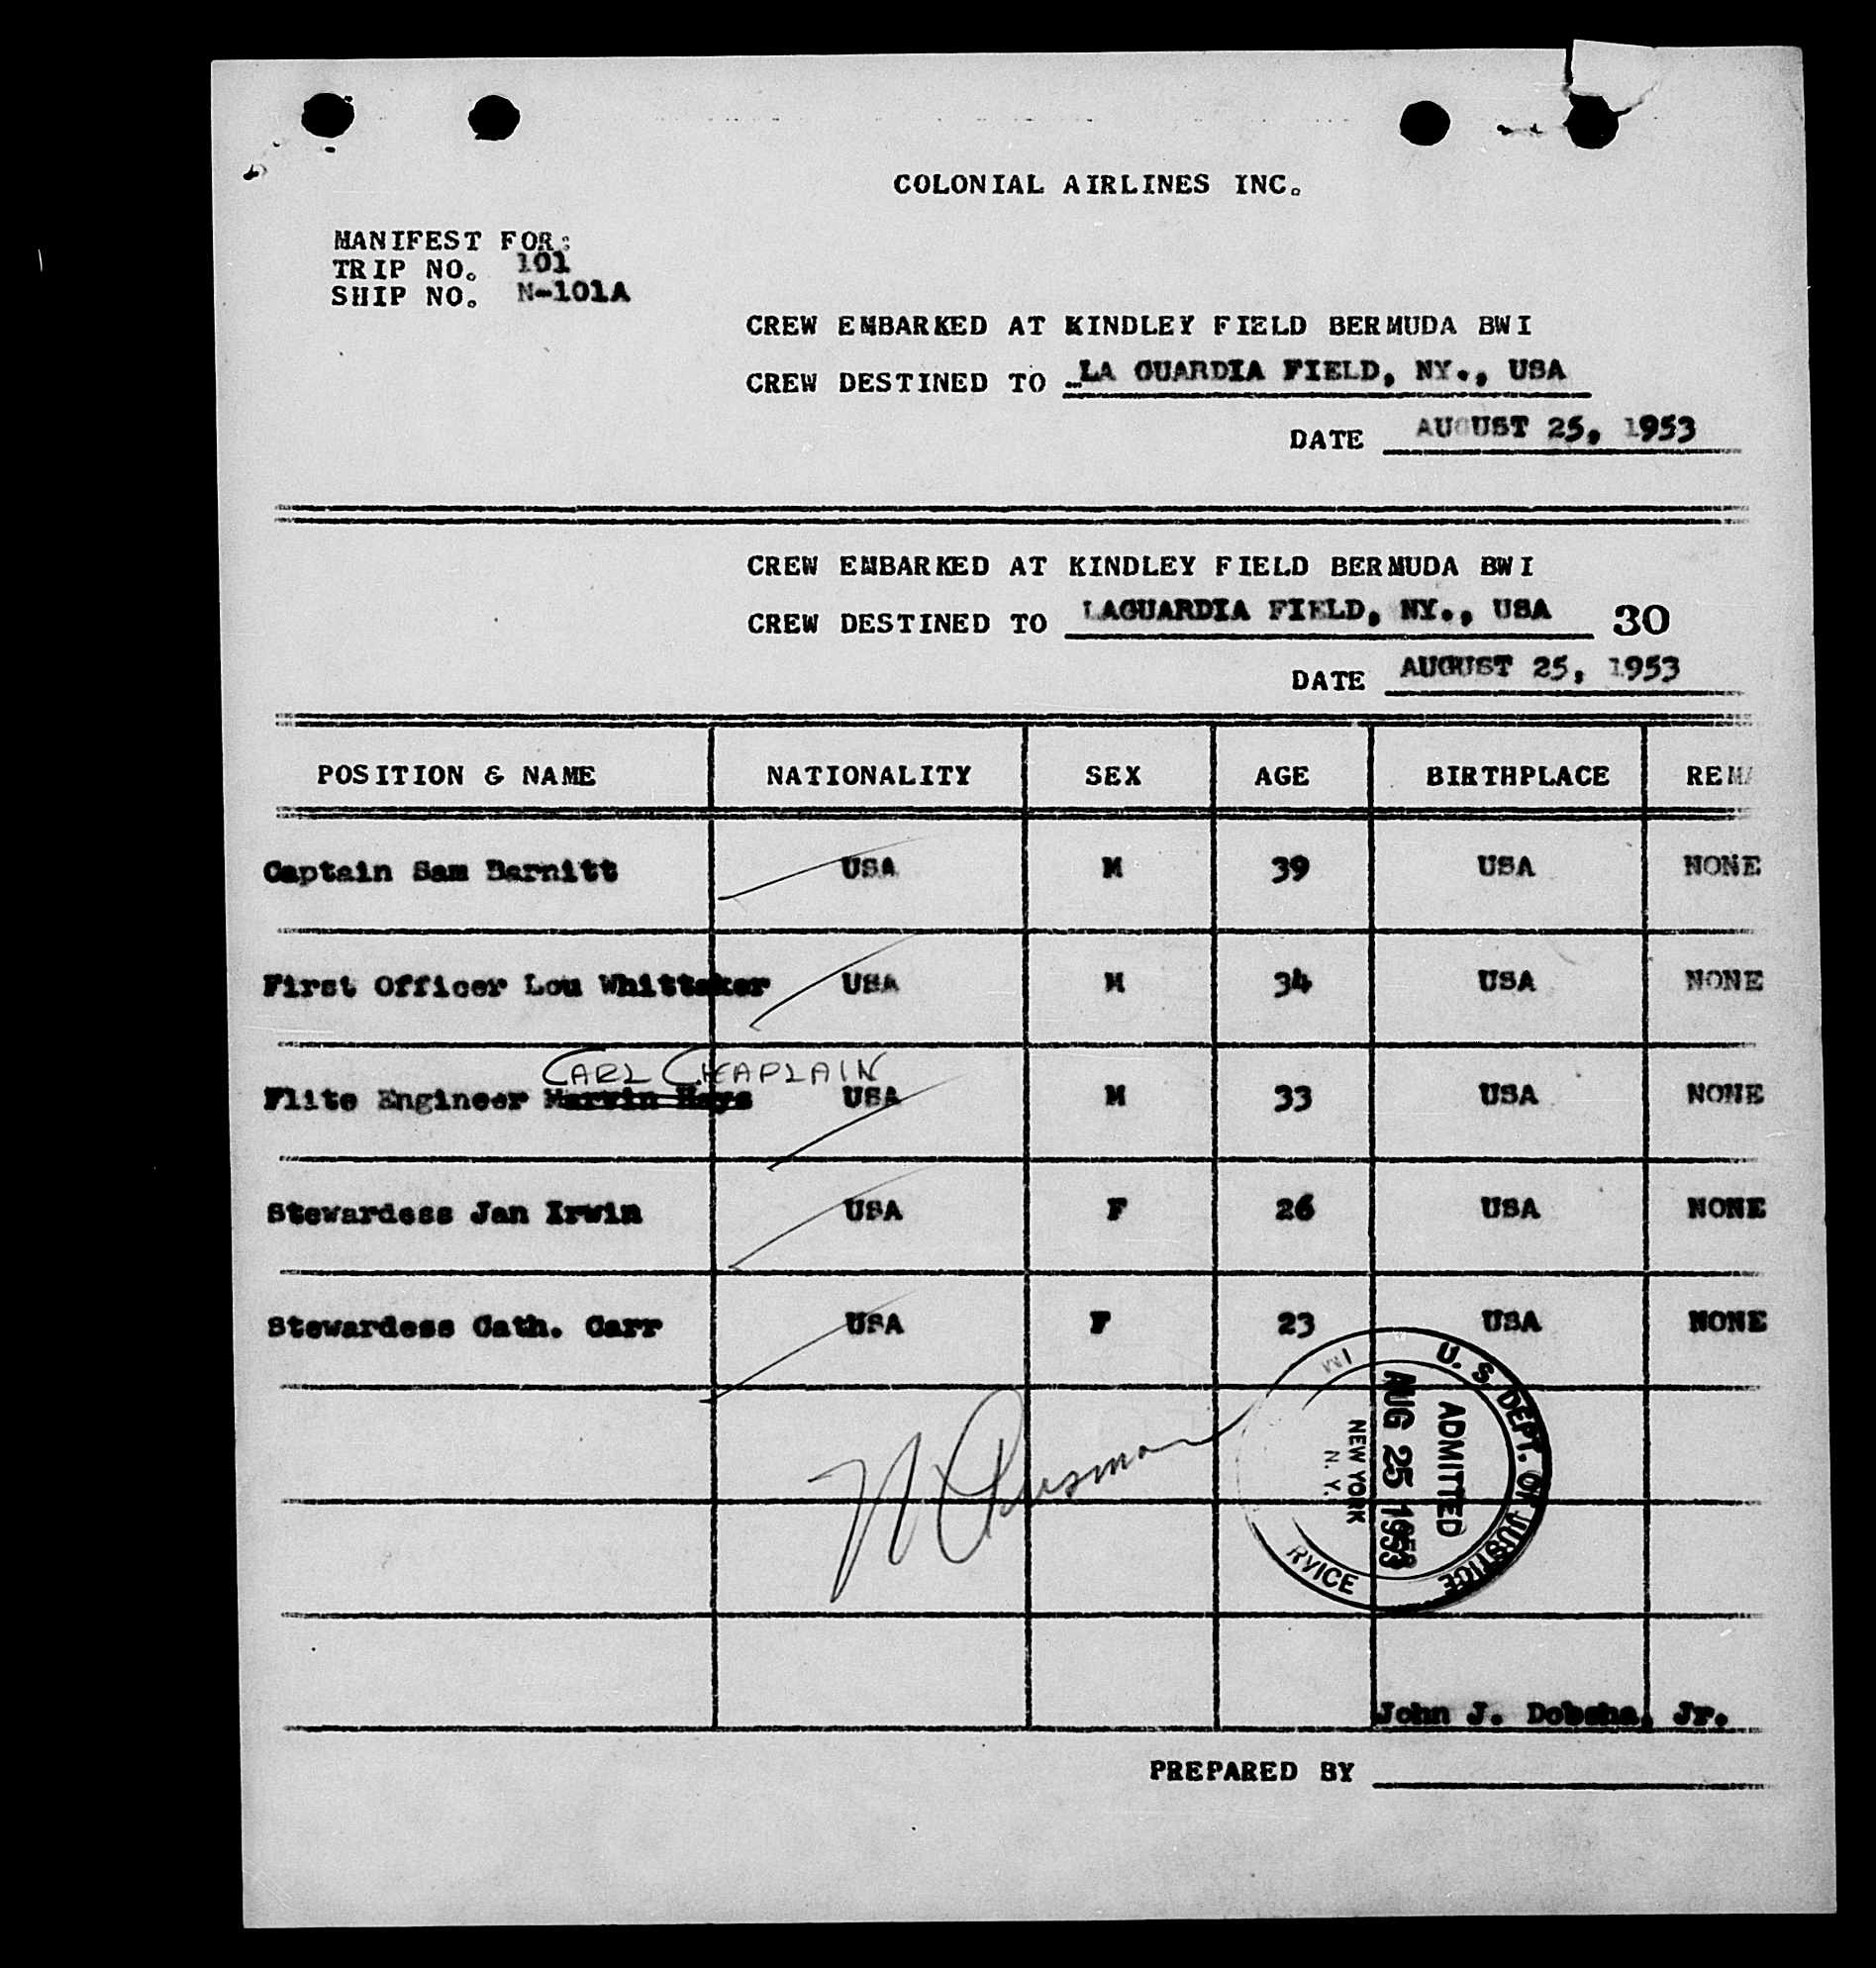 COLONIAL AIRLINES INC.
MANIFEST FOR:
TRIP NO. 101
SHIP NO. N-101A
CREW EMBARKED AT KINDLEY FIELD BERMUDA BWI
CREW DESTINED TO LA GUARDIA FIELD, NY., USA
DATE AUGUST 25, 1953
CREW EMBARKED AT KINDLEY FIELD BERMUDA BWI
CREW DESTINED TO LAGUARDIA FIELD, NY., USA 30
DATE AUGUST 25, 1953
POSITION & NAME NATIONALITY SEX AGE BIRTHPLACE REMA
Captain Sam Barnitt USA M 39 USA NONE
First Officer Lou Whittaker USA M 34 USA NONE
CARL CHEAPLAIN
Flite Engineer Marvin Hays USA M 33 USA NONE
Stewardess Jan Irwin USA F 26 USA NONE
Stewardess Cath. Carr USA F 23 USA NONE
U. S. DEPT. OF JUSTICE
ADMITTED
AUG 25 1953
NEW YORK
N. Y.
RVICE
John J. Dobsha, Jr.
PREPARED BY